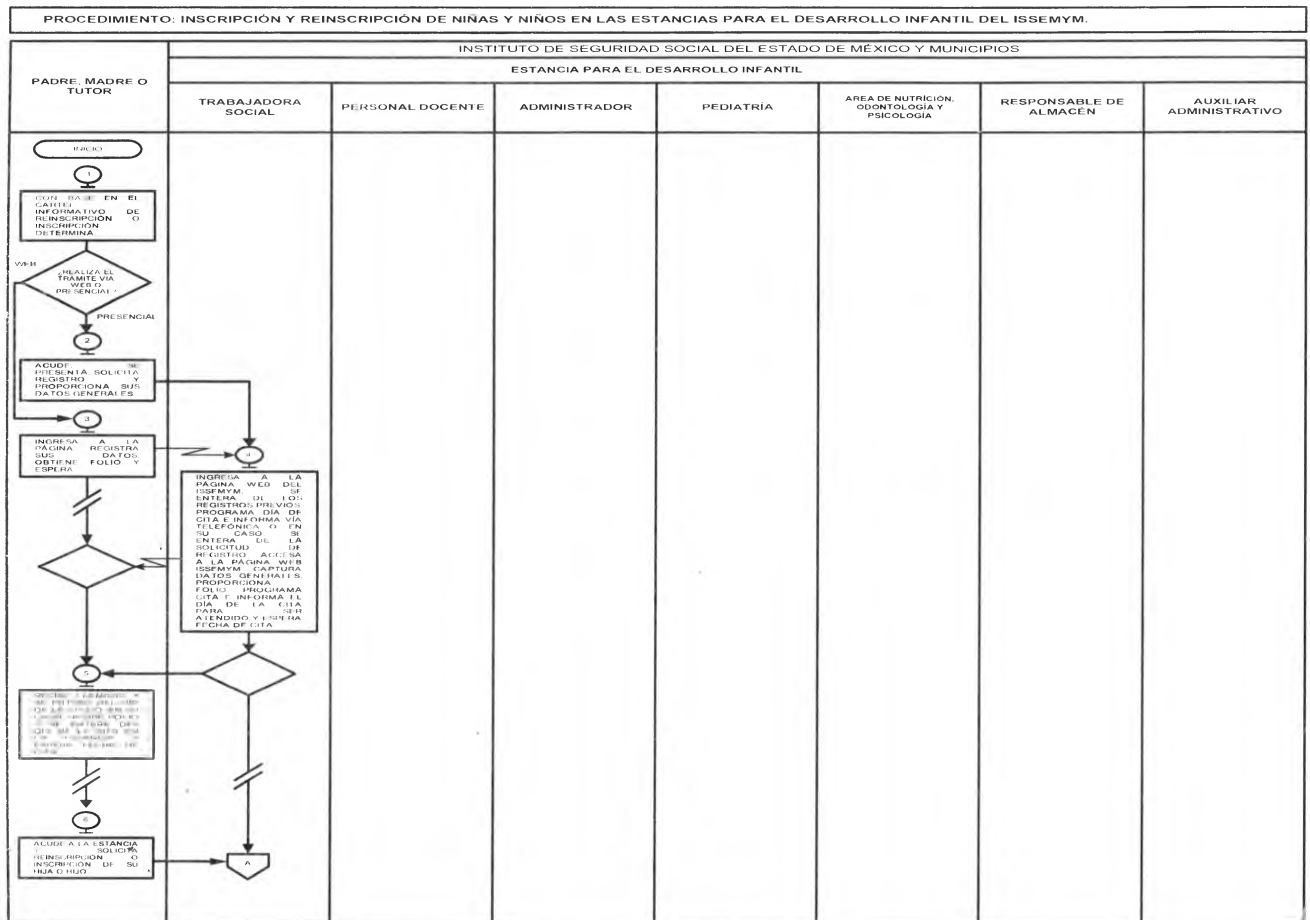 PROCEDIMIENTO: INSCRIPCIÓN Y REINSCRIPCIÓN DE NIÑAS Y NIÑOS EN LAS ESTANCIAS PARA EL DESARROLLO INFANTIL DEL ISSEMYM.
INSTITUTO DE SEGURIDAD SOCIAL DEL ESTADO DE MÉXICO Y MUNICIPIOS
ESTANCIA PARA EL DESARROLLO INFANTIL
PADRE, MADRE O
TUTOR
TRABAJADORA
SOCIAL
PERSONAL DOCENTE
ADMINISTRADOR
PEDIATRÍA
AREA DE NUTRICIÓN,
ODONTOLOGÍA Y
PSICOLOGÍA
RESPONSABLE DE
ALMACÉN
AUXILIAR
ADMINISTRATIVO
INICIO
1
CON BASE EN EL
CARTEL
INFORMATIVO DE
REINSCRIPCIÓN O
INSCRIPCIÓN
DETERMINA
WEB
¿REALIZA EL
TRÁMITE VÍA
WEB O
PRESENCIAL?
PRESENCIAL
2
ACUDE, SE
PRESENTA, SOLICITA
REGISTRO Y
PROPORCIONA SUS
DATOS GENERALES
3
INGRESA A LA
PÁGINA REGISTRA
SUS DATOS,
OBTIENE FOLIO Y
ESPERA
INGRESA A LA
PÁGINA WEB DEL
ISSEMYM, SE
ENTERA DE LOS
REGISTROS PREVIOS
PROGRAMA DÍA DE
CITA E INFORMA VÍA
TELEFÓNICA O EN
SU CASO SE
ENTERA DE LA
SOLICITUD DE
REGISTRO ACCESA
A LA PÁGINA WEB
ISSEMYM CAPTURA
DATOS GENERALES,
PROPORCIONA
FOLIO PROGRAMA
CITA E INFORMA EL
DÍA DE LA CITA
PARA SER
ATENDIDO Y ESPERA
FECHA DE CITA
5
6
ACUDE A LA ESTANCIA
Y SOLICITA
REINSCRIPCIÓN O
INSCRIPCIÓN DE SU
HIJA O HIJO
A